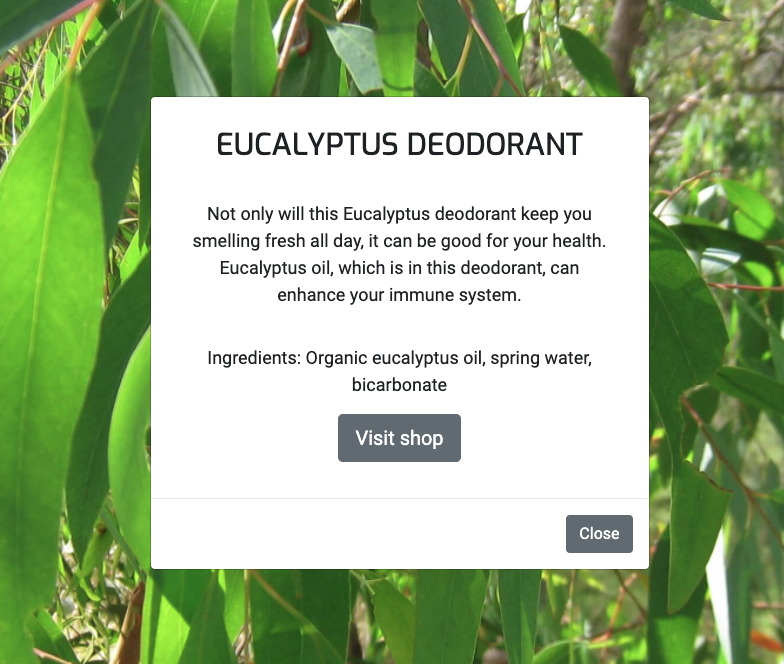 EUCALYPTUS DEODORANT
Not only will this Eucalyptus deodorant keep you
smelling fresh all day, it can be good for your health.
Eucalyptus oil, which is in this deodorant, can
enhance your immune system.
Ingredients: Organic eucalyptus oil, spring water,
bicarbonate
Visit shop
Close